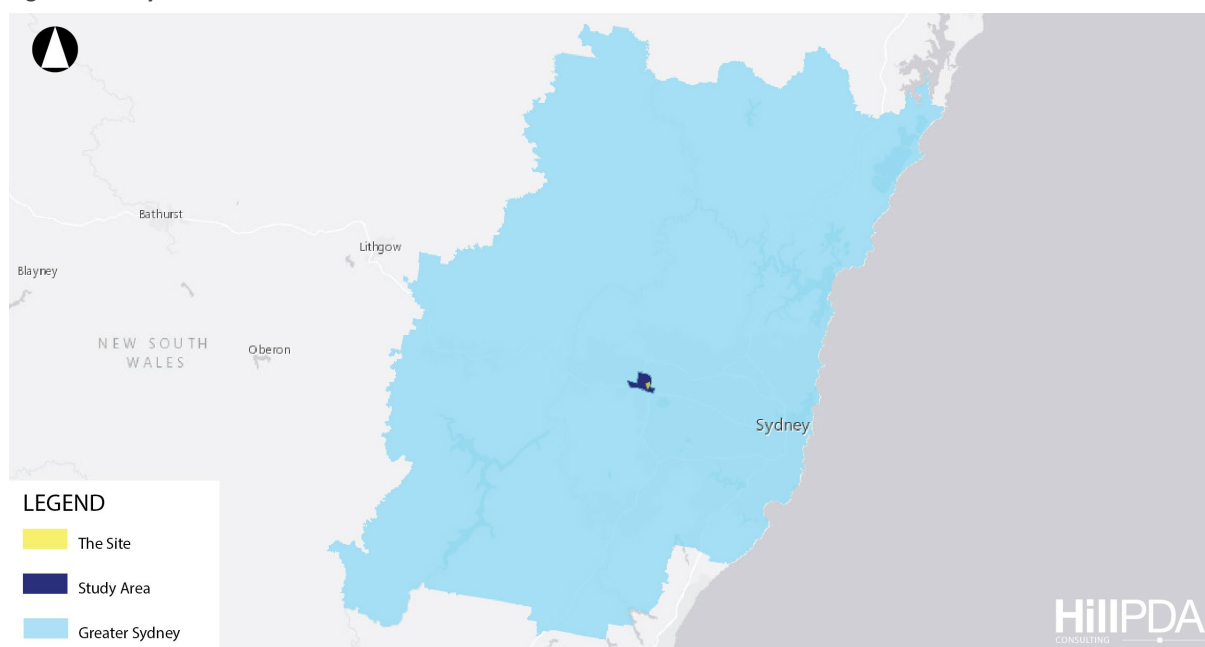 Bathurst
Lithgow
Blayney
NEW SOUTH
WALES
Oberon
Sydney
LEGEND
The Site
Study Area
Greater Sydney
HillPDA
CONSULTING